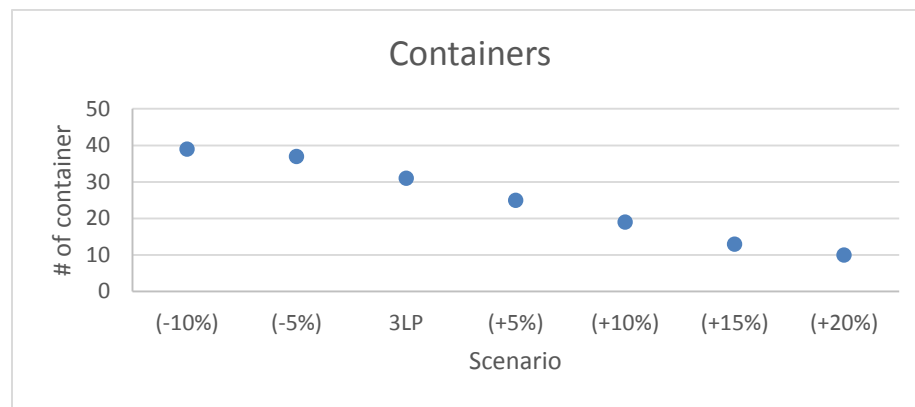 Containers
# of container
50
40
30
20
10
0
(-10%) (-5%) 3LP (+5%) (+10%) (+15%) (+20%)
Scenario